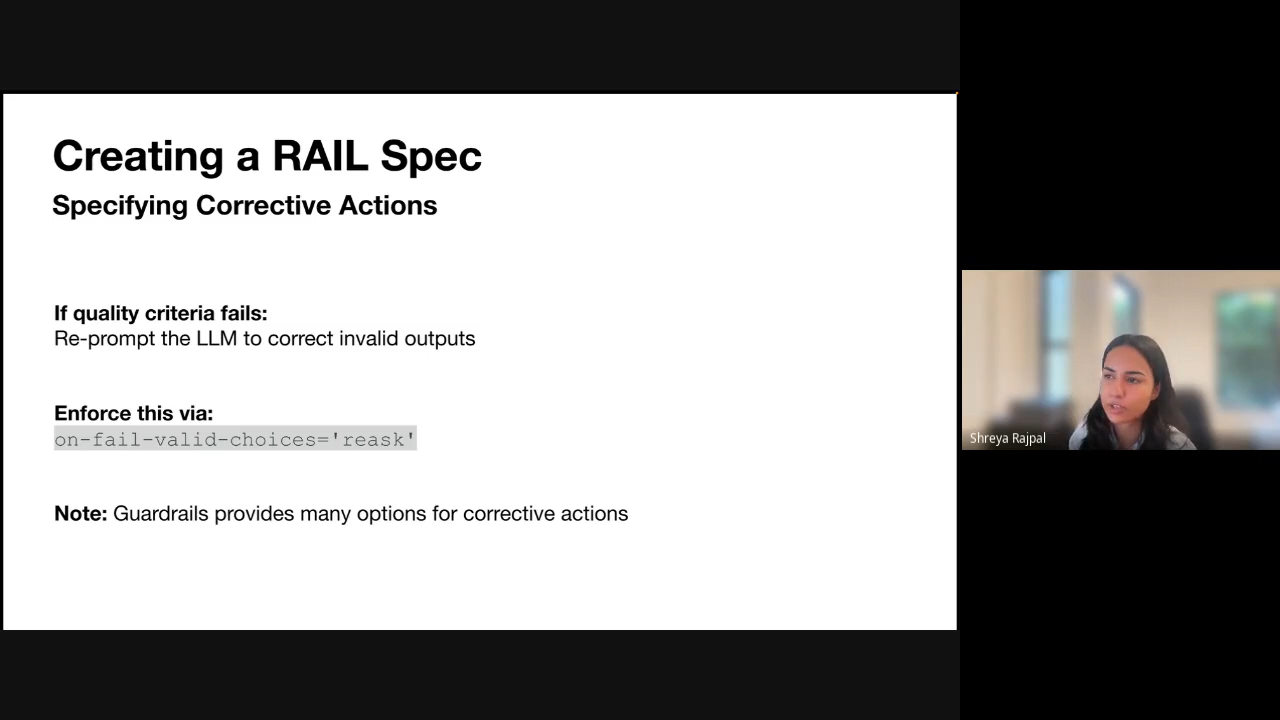 Creating a RAIL Spec
Specifying Corrective Actions
If quality criteria fails:
Re-prompt the LLM to correct invalid outputs
Enforce this via:
on-fail-valid-choices='reask'
Note: Guardrails provides many options for corrective actions
Shreya Rajpal